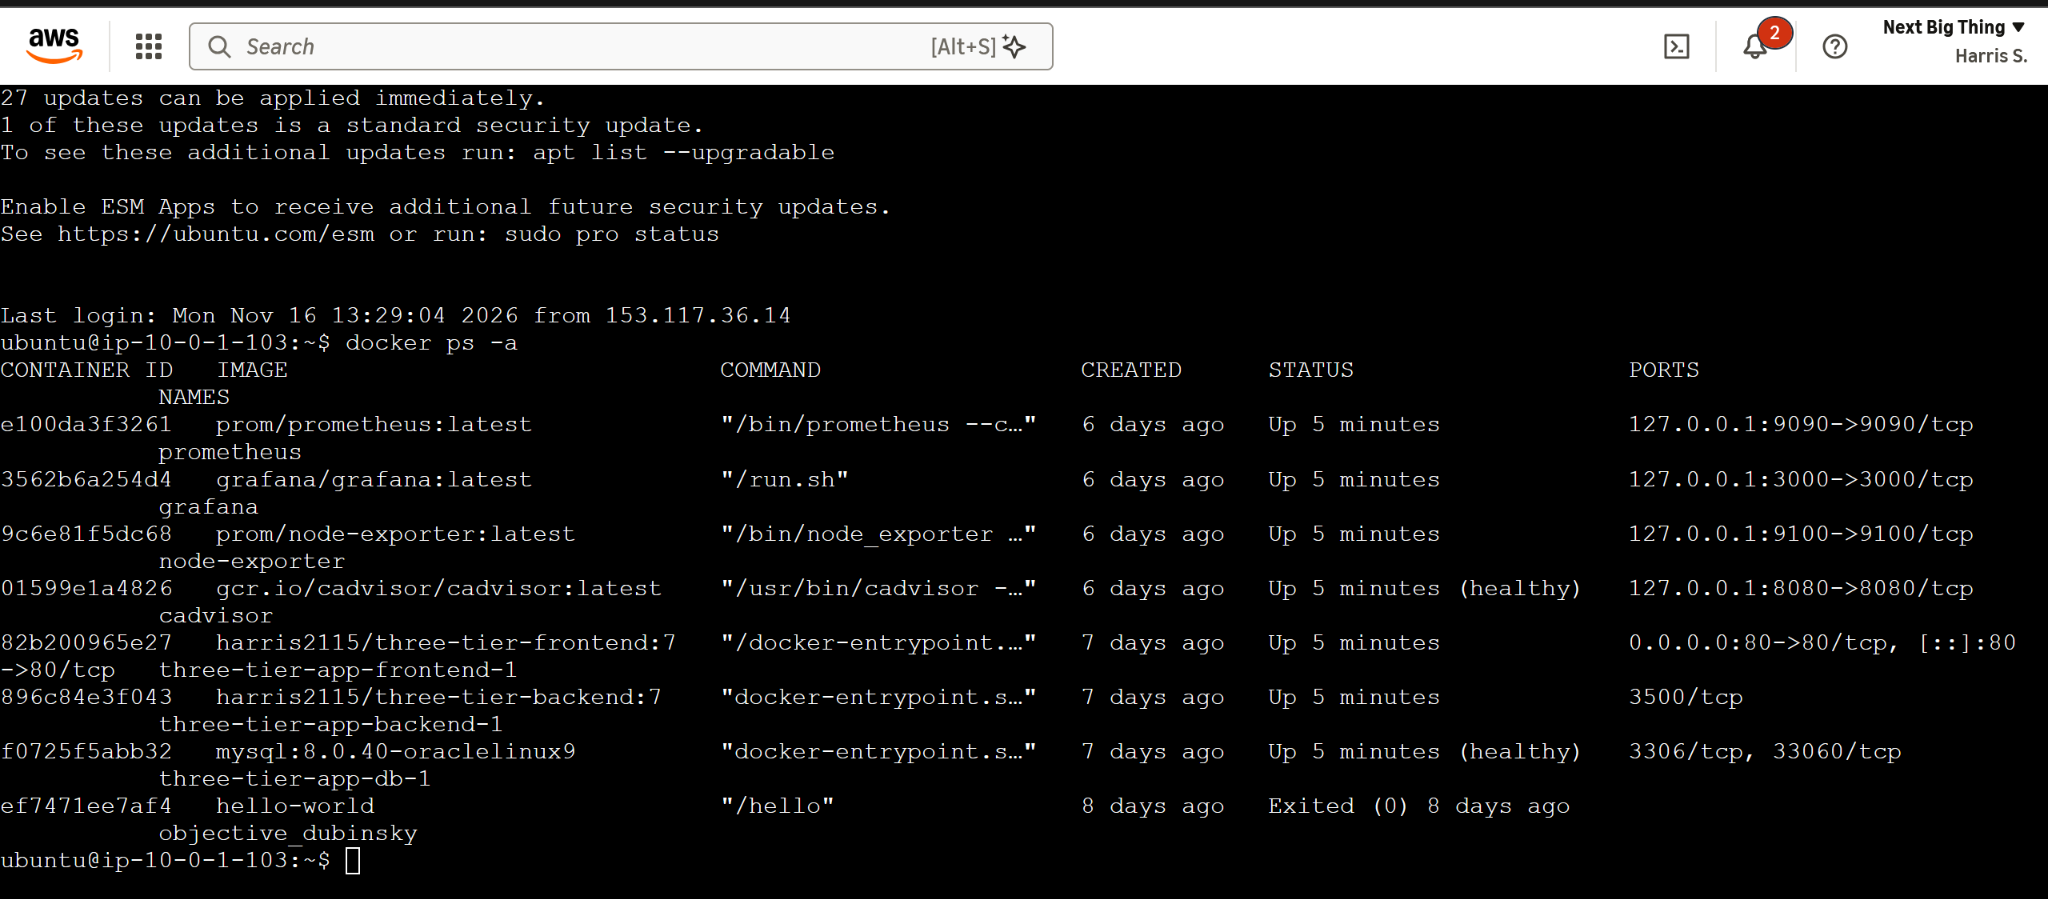 aws
Search [Alt+S]
2
Next Big Thing ▼
Harris S.
27 updates can be applied immediately.
1 of these updates is a standard security update.
To see these additional updates run: apt list --upgradable
Enable ESM Apps to receive additional future security updates.
See https://ubuntu.com/esm or run: sudo pro status
Last login: Mon Nov 16 13:29:04 2026 from 153.117.36.14
ubuntu@ip-10-0-1-103:~$ docker ps -a
CONTAINER ID   IMAGE                              COMMAND                  CREATED      STATUS                   PORTS
           NAMES
e100da3f3261   prom/prometheus:latest             "/bin/prometheus --c…"   6 days ago   Up 5 minutes             127.0.0.1:9090->9090/tcp
           prometheus
3562b6a254d4   grafana/grafana:latest             "/run.sh"                6 days ago   Up 5 minutes             127.0.0.1:3000->3000/tcp
           grafana
9c6e81f5dc68   prom/node-exporter:latest          "/bin/node_exporter …"   6 days ago   Up 5 minutes             127.0.0.1:9100->9100/tcp
           node-exporter
01599e1a4826   gcr.io/cadvisor/cadvisor:latest    "/usr/bin/cadvisor -…"   6 days ago   Up 5 minutes (healthy)   127.0.0.1:8080->8080/tcp
           cadvisor
82b200965e27   harris2115/three-tier-frontend:7   "/docker-entrypoint.…"   7 days ago   Up 5 minutes             0.0.0.0:80->80/tcp, [::]:80
->80/tcp   three-tier-app-frontend-1
896c84e3f043   harris2115/three-tier-backend:7    "docker-entrypoint.s…"   7 days ago   Up 5 minutes             3500/tcp
           three-tier-app-backend-1
f0725f5abb32   mysql:8.0.40-oraclelinux9          "docker-entrypoint.s…"   7 days ago   Up 5 minutes (healthy)   3306/tcp, 33060/tcp
           three-tier-app-db-1
ef7471ee7af4   hello-world                        "/hello"                 8 days ago   Exited (0) 8 days ago
           objective_dubinsky
ubuntu@ip-10-0-1-103:~$